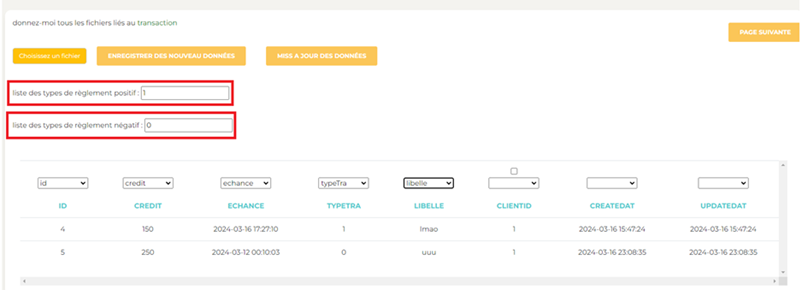 donnez-moi tous les fichiers liés au transaction
PAGE SUIVANTE
Choisissez un fichier ENREGISTRER DES NOUVEAU DONNÉES MISS A JOUR DES DONNÉES
liste des types de règlement positif : 1
liste des types de règlement négatif : 0
id credit echance typeTra libelle
ID CREDIT ECHANCE TYPETRA LIBELLE CLIENTID CREATEDAT UPDATEDAT
4 150 2024-03-16 17:27:10 1 lmao 1 2024-03-16 15:47:24 2024-03-16 15:47:24
5 250 2024-03-12 00:10:03 0 uuu 1 2024-03-16 23:08:35 2024-03-16 23:08:35